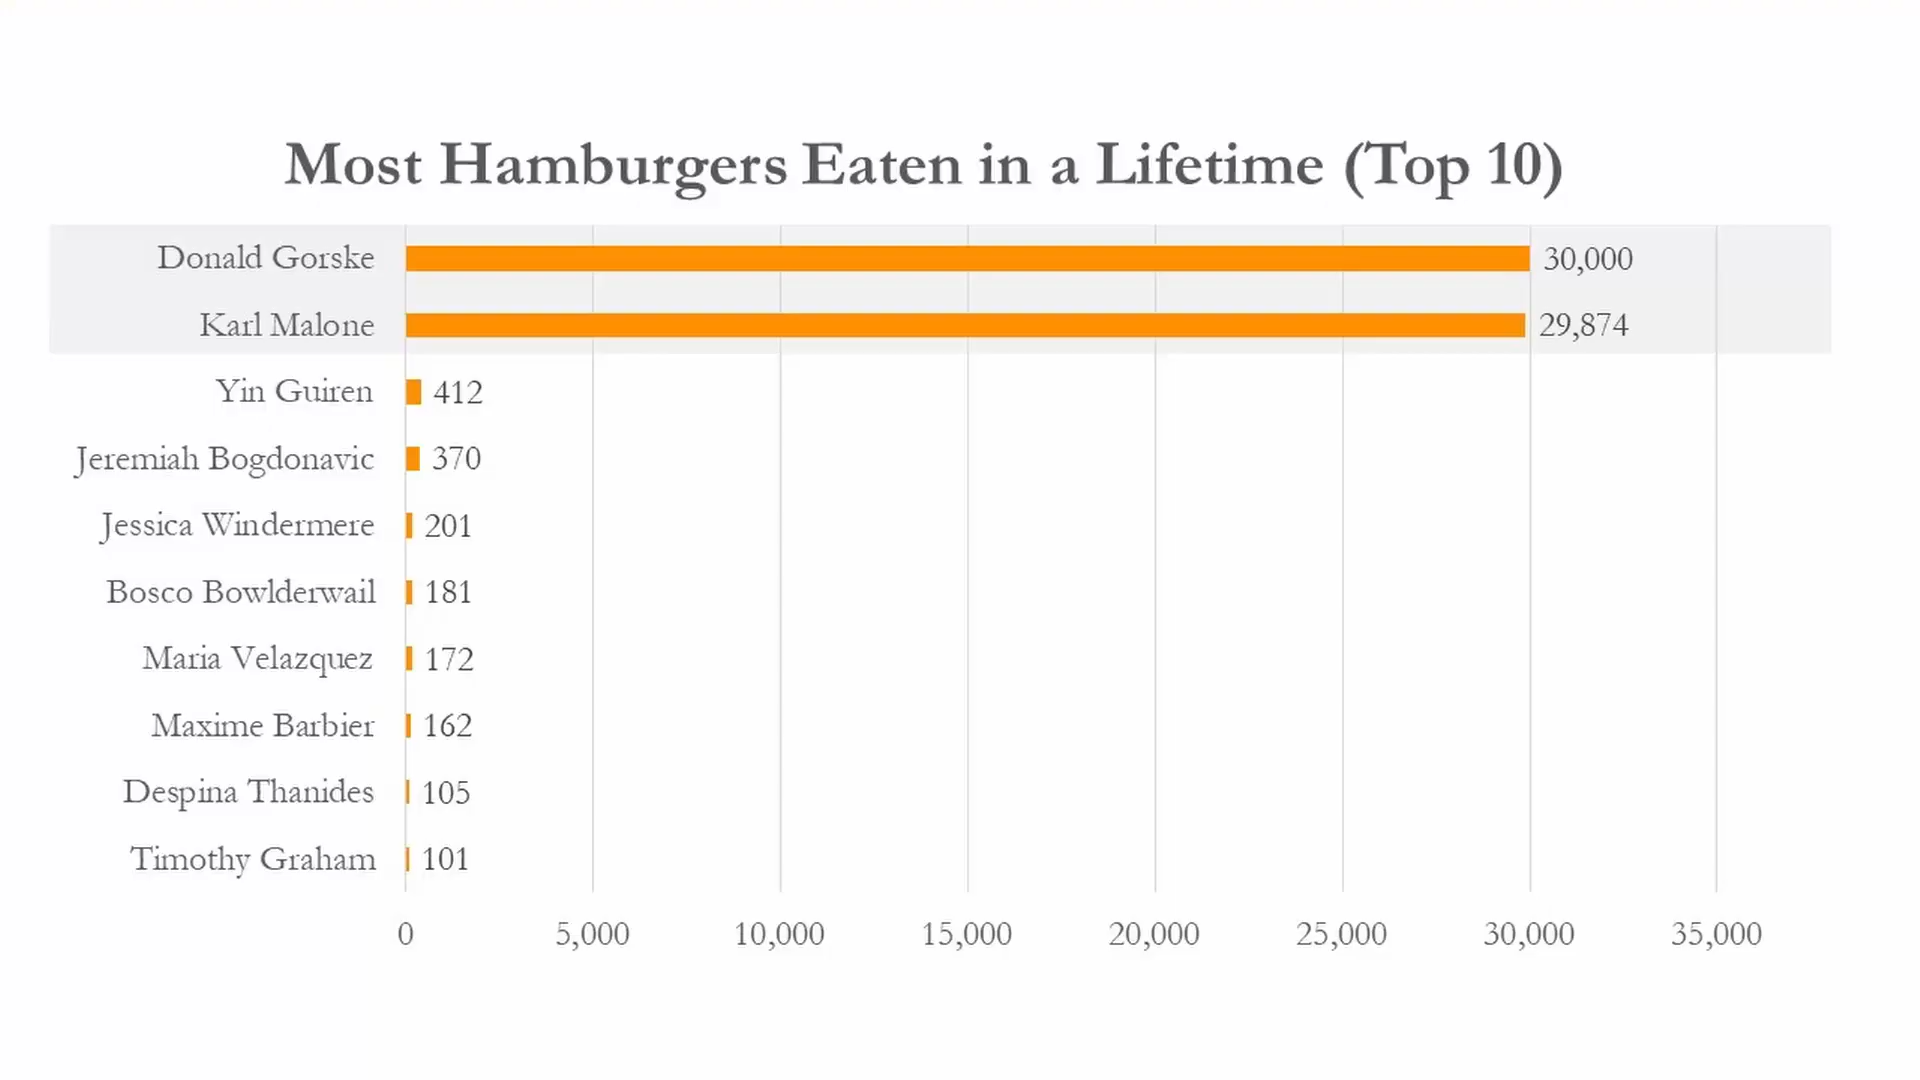 Most Hamburgers Eaten in a Lifetime (Top 10)
Donald Gorske 30,000
Karl Malone 29,874
Yin Guiren 412
Jeremiah Bogdonavic 370
Jessica Windermere 201
Bosco Bowlderwail 181
Maria Velazquez 172
Maxime Barbier 162
Despina Thanides 105
Timothy Graham 101
0 5,000 10,000 15,000 20,000 25,000 30,000 35,000